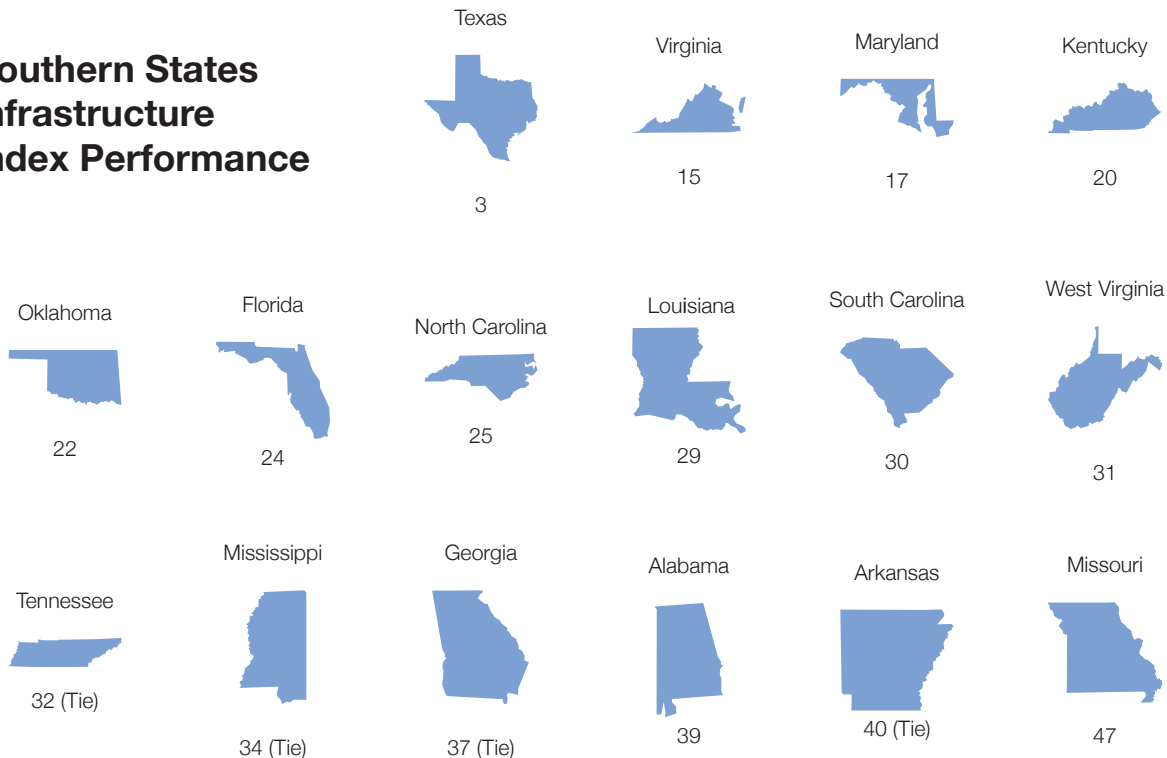 outhern States
nfrastructure
ndex Performance
Texas
Virginia
Maryland
Kentucky
3
15
17
20
Oklahoma
Florida
North Carolina
Louisiana
South Carolina
West Virginia
22
24
25
29
30
31
Tennessee
Mississippi
Georgia
Alabama
Arkansas
Missouri
32 (Tie)
34 (Tie)
37 (Tie)
39
40 (Tie)
47